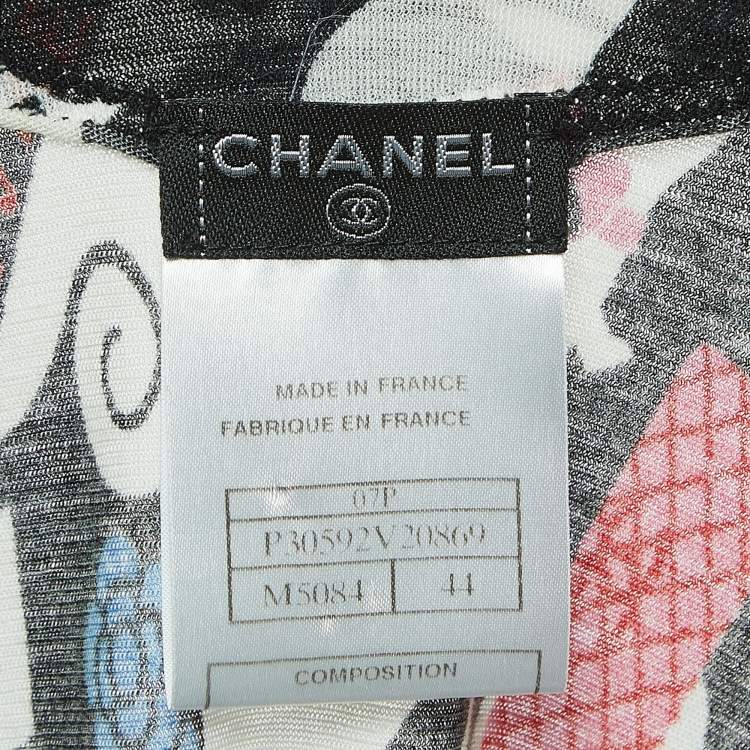 CHANEL
MADE IN FRANCE
FABRIQUE EN FRANCE
07P
P30592V20869
M5084 44
COMPOSITION